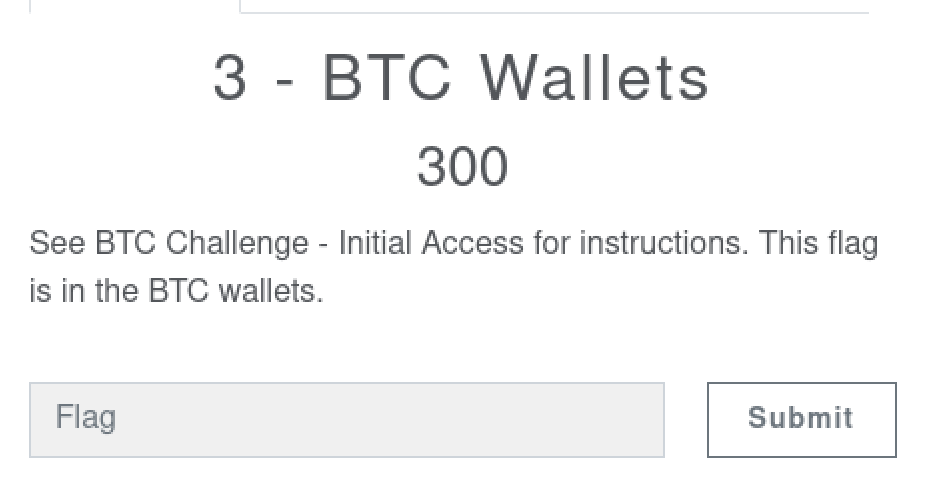 3 - BTC Wallets
300
See BTC Challenge - Initial Access for instructions. This flag
is in the BTC wallets.
Flag
Submit